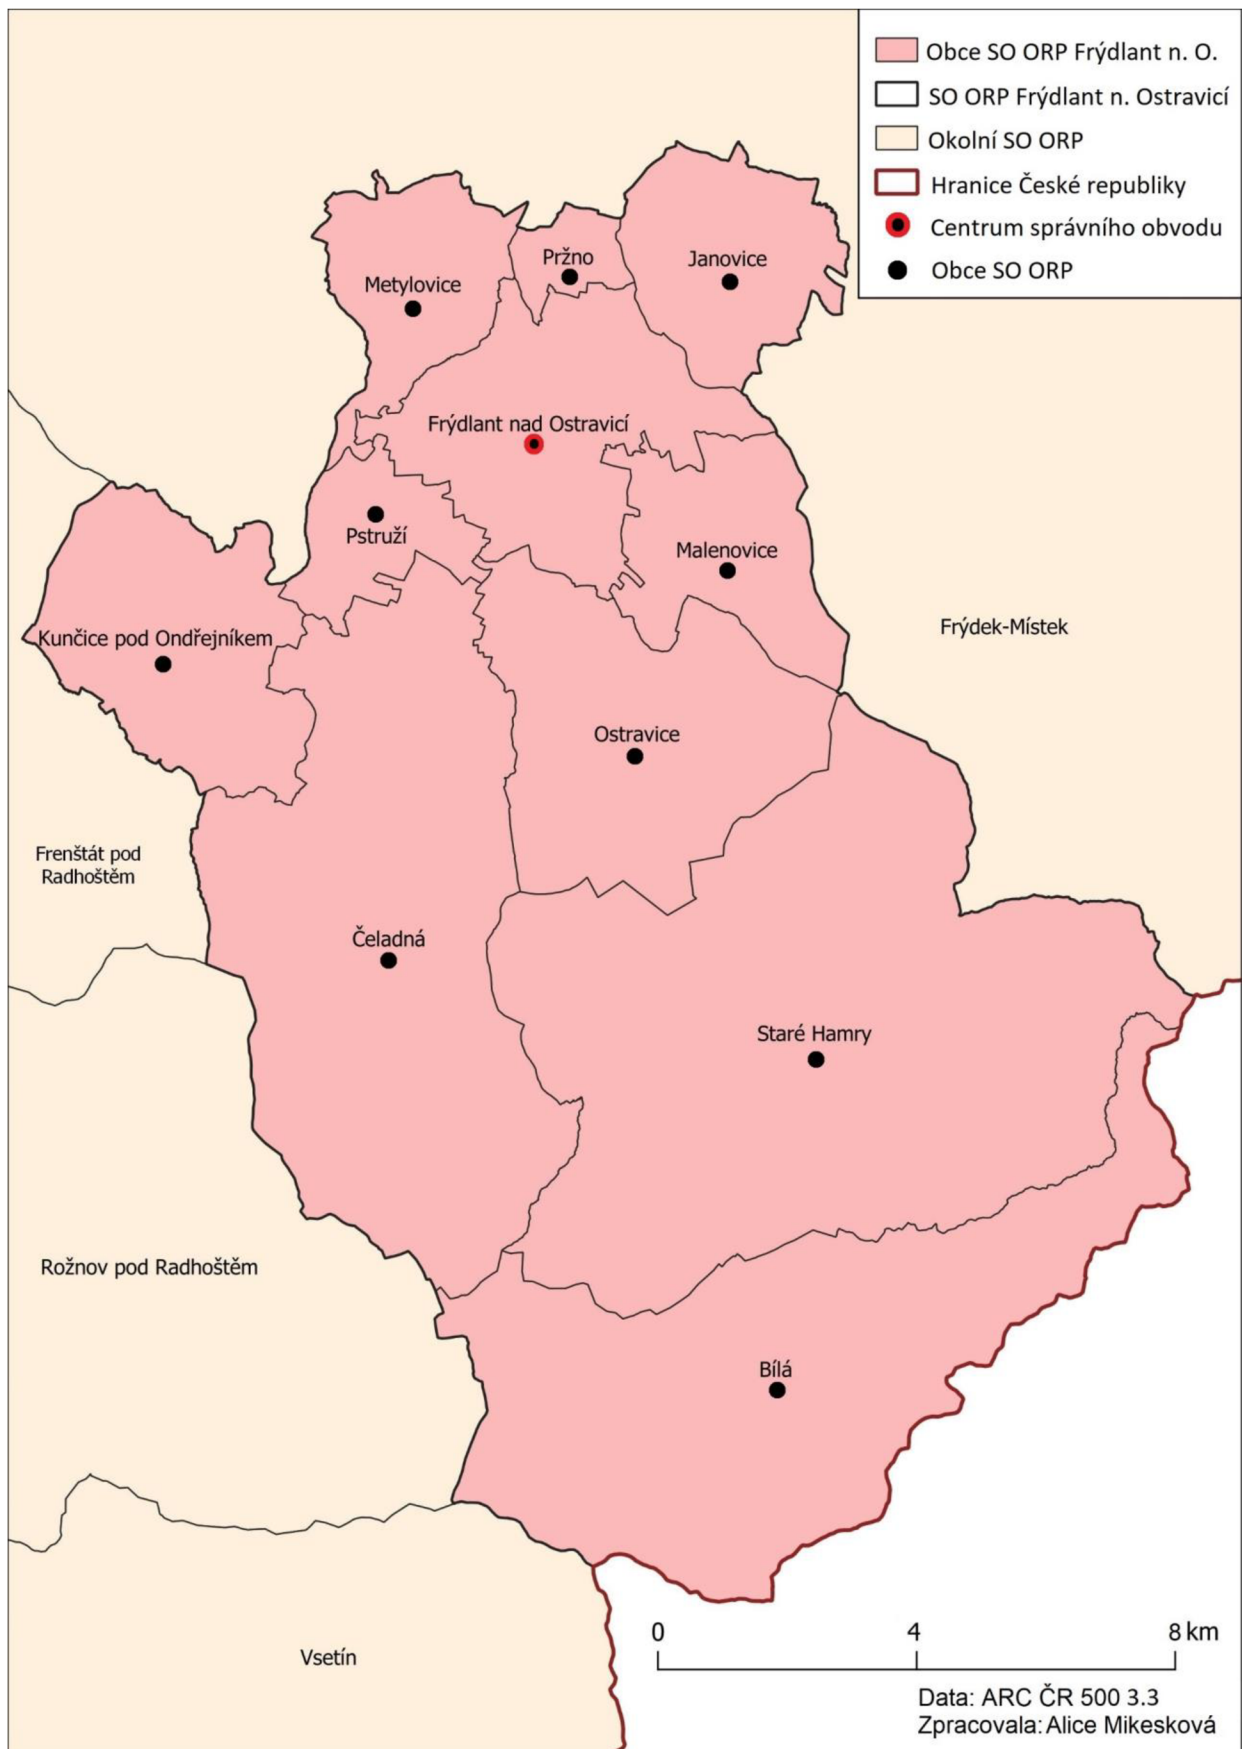 Obce SO ORP Frýdlant n. O.
SO ORP Frýdlant n. Ostravicí
Okolní SO ORP
Hranice České republiky
Centrum správního obvodu
Obce SO ORP
Pržno
Janovice
Metylovice
Frýdlant nad Ostravicí
Pstruží
Malenovice
Kunčice pod Ondřejníkem
Frýdek-Místek
Ostravice
Frenštát pod
Radhoštěm
Čeladná
Staré Hamry
Rožnov pod Radhoštěm
Bílá
Vsetín
0 4 8 km
Data: ARC ČR 500 3.3
Zpracovala: Alice Mikesková